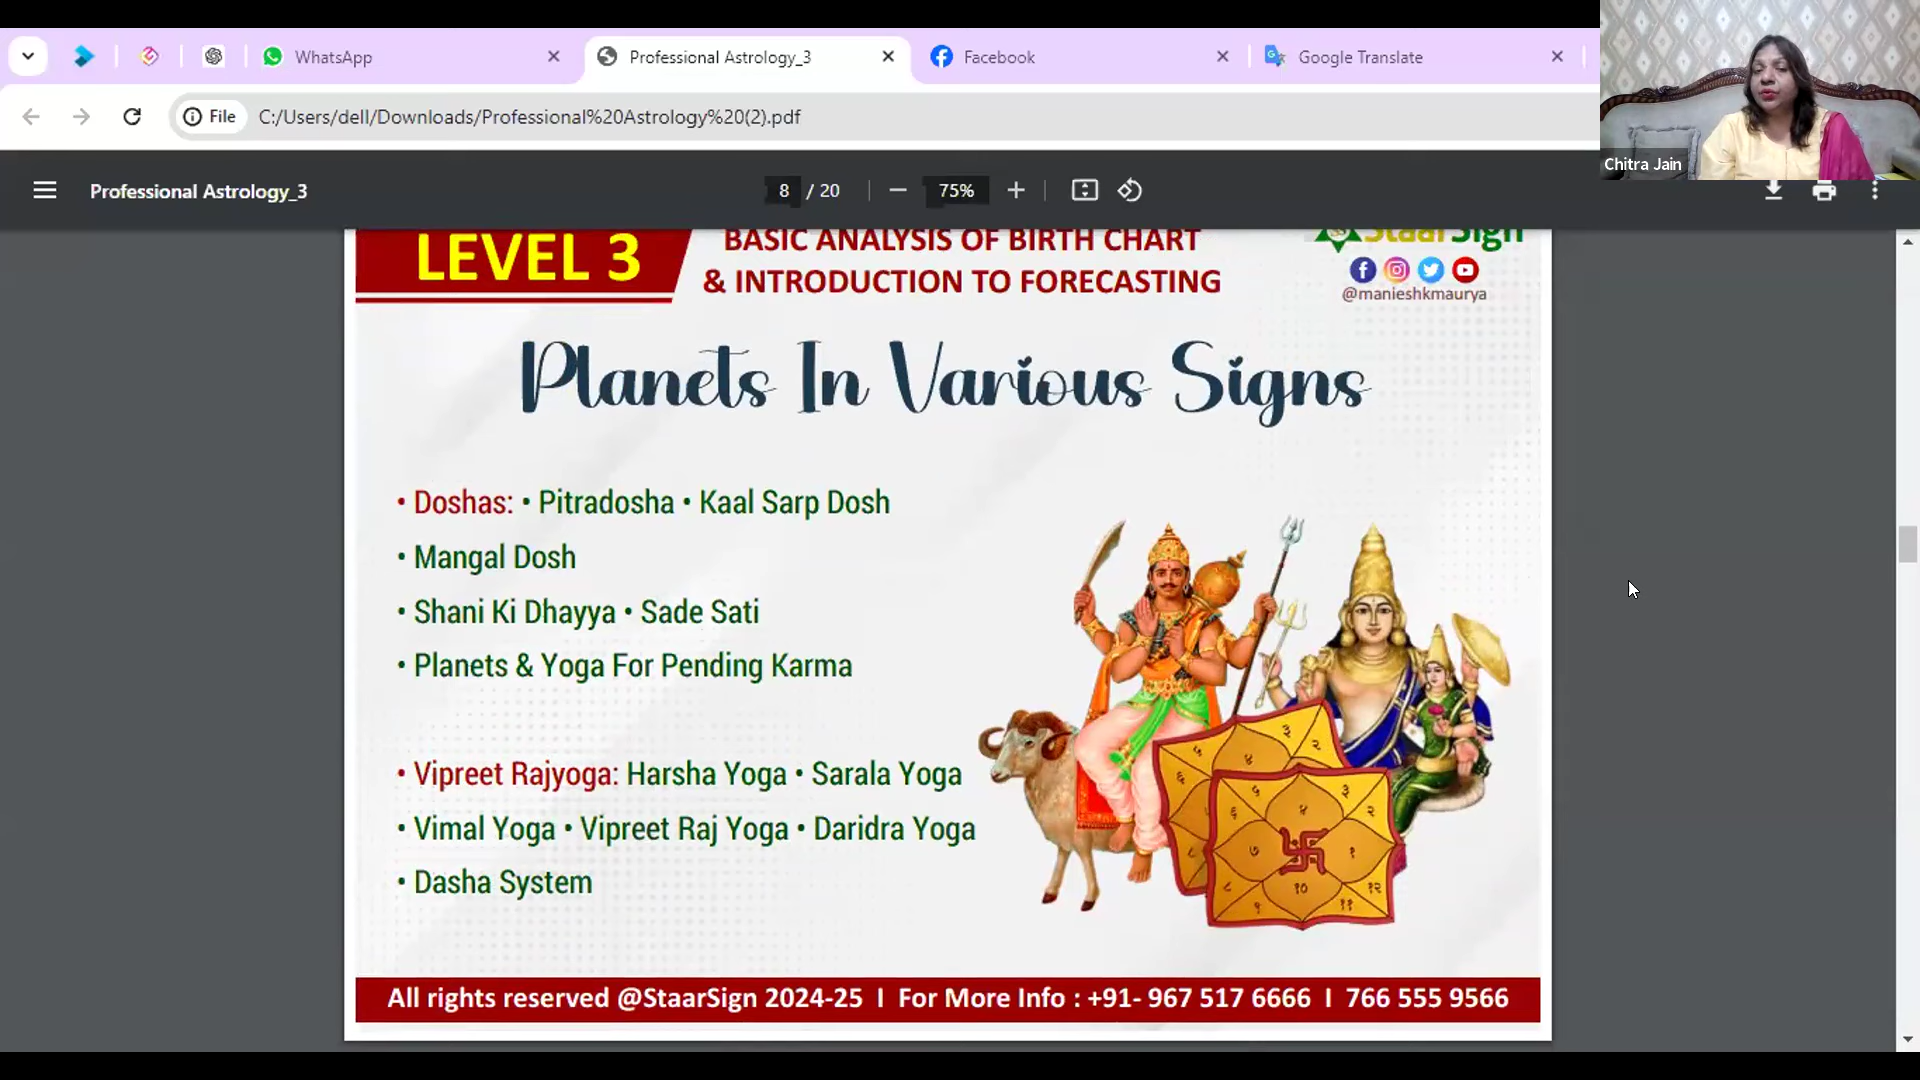 WhatsApp
Professional Astrology_3
Facebook
Google Translate
File
C:/Users/dell/Downloads/Professional%20Astrology%20(2).pdf
Chitra Jain
Professional Astrology_3
8 / 20
75%
LEVEL 3
BASIC ANALYSIS OF BIRTH CHART
& INTRODUCTION TO FORECASTING
StaarSign
@manieshkmaurya
Planets In Various Signs
• Doshas: • Pitradosha • Kaal Sarp Dosh
• Mangal Dosh
• Shani Ki Dhayya • Sade Sati
• Planets & Yoga For Pending Karma
• Vipreet Rajyoga: Harsha Yoga • Sarala Yoga
• Vimal Yoga • Vipreet Raj Yoga • Daridra Yoga
• Dasha System
All rights reserved @StaarSign 2024-25 I For More Info : +91- 967 517 6666 I 766 555 9566